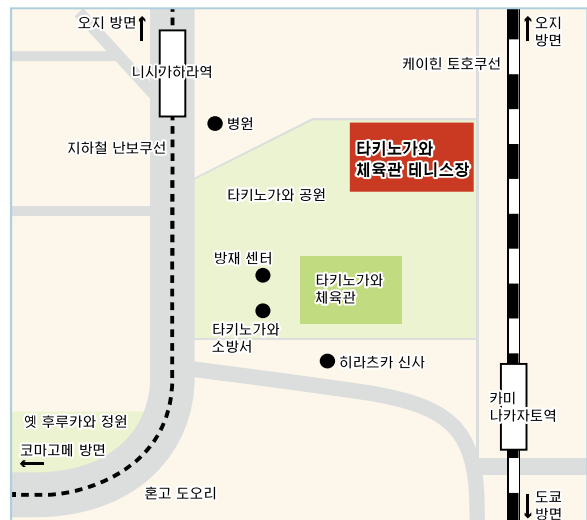 오지 방면
오지
방면
케이힌 토호쿠선
니시가하라역
병원
지하철 난보쿠선
타키노가와
체육관 테니스장
타키노가와 공원
방재 센터
타키노가와
체육관
타키노가와
소방서
히라츠카 신사
카미
나카자토역
옛 후루카와 정원
코마고메 방면
혼고 도오리
도쿄
방면